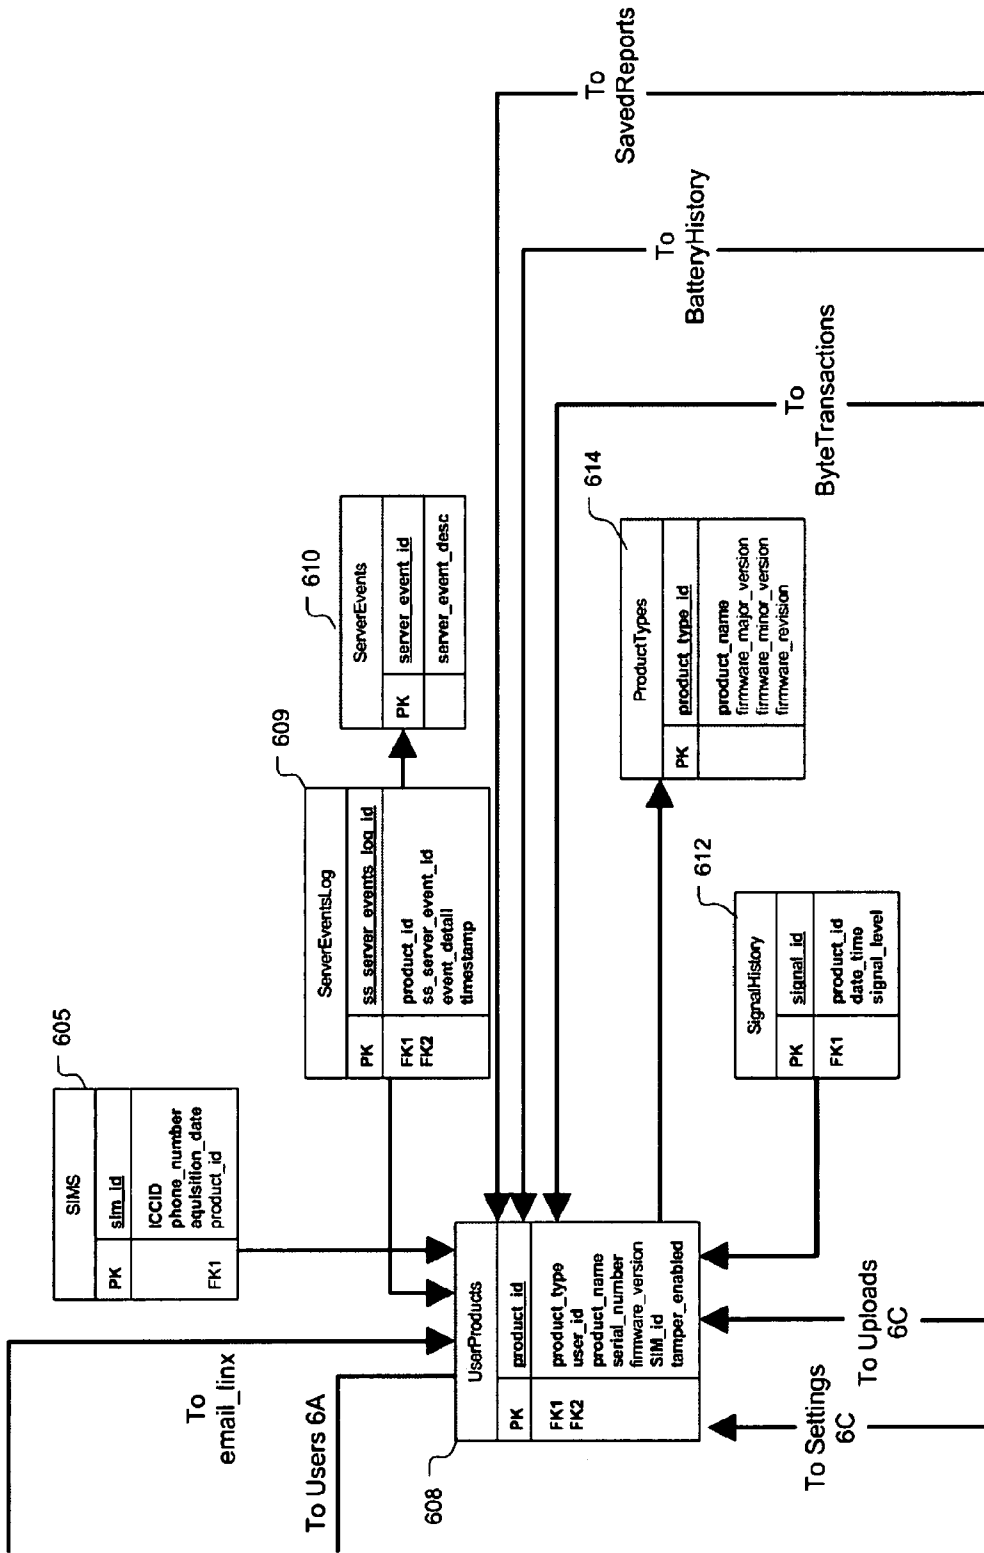 To
SavedReports
To
BatteryHistory
To
ByteTransactions
610
ServerEvents
PK
server_event_id
server_event_desc
614
ProductTypes
PK
product_type_id
product_name
firmware_major_version
firmware_minor_version
firmware_revision
609
ServerEventsLog
PK
ss_server_events_log_id
FK1
product_id
FK2
ss_server_event_id
event_detail
timestamp
612
SignalHistory
PK
signal_id
FK1
product_id
date_time
signal_level
605
SIMS
PK
sim_id
ICCID
phone_number
aquisition_date
FK1
product_id
608
UserProducts
PK
product_id
FK1
product_type
FK2
user_id
product_name
serial_number
firmware_version
SIM_id
tamper_enabled
To
email_linx
To Users 6A
To Settings
6C
To Uploads
6C